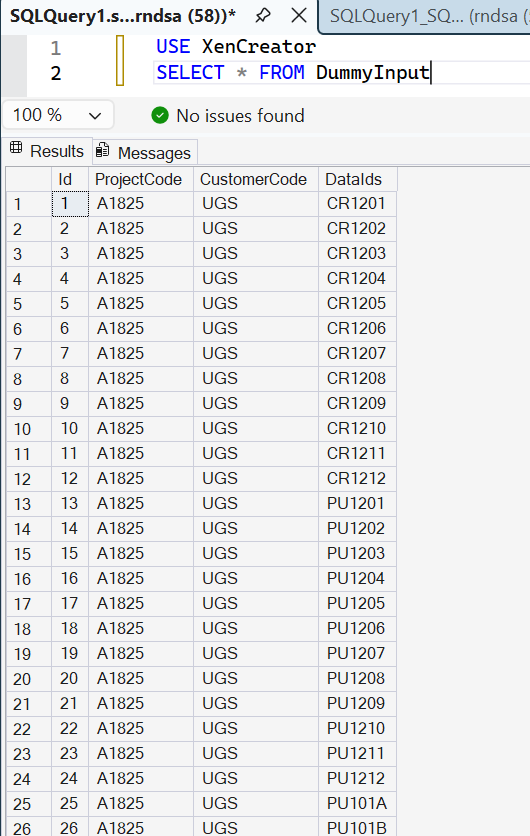 SQLQuery1.s...rndsa (58))* SQLQuery1_SQ... (rndsa (
1 USE XenCreator
2 SELECT * FROM DummyInput
100 % No issues found
Results Messages
Id ProjectCode CustomerCode DataIds
1 1 A1825 UGS CR1201
2 2 A1825 UGS CR1202
3 3 A1825 UGS CR1203
4 4 A1825 UGS CR1204
5 5 A1825 UGS CR1205
6 6 A1825 UGS CR1206
7 7 A1825 UGS CR1207
8 8 A1825 UGS CR1208
9 9 A1825 UGS CR1209
10 10 A1825 UGS CR1210
11 11 A1825 UGS CR1211
12 12 A1825 UGS CR1212
13 13 A1825 UGS PU1201
14 14 A1825 UGS PU1202
15 15 A1825 UGS PU1203
16 16 A1825 UGS PU1204
17 17 A1825 UGS PU1205
18 18 A1825 UGS PU1206
19 19 A1825 UGS PU1207
20 20 A1825 UGS PU1208
21 21 A1825 UGS PU1209
22 22 A1825 UGS PU1210
23 23 A1825 UGS PU1211
24 24 A1825 UGS PU1212
25 25 A1825 UGS PU101A
26 26 A1825 UGS PU101B